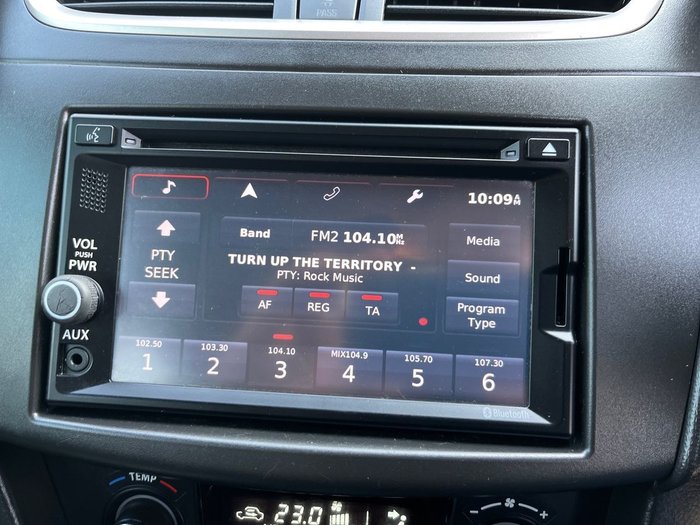 PASS
VOL
PUSH
PWR
AUX
10:09A
PTY
SEEK
Band
FM2 104.10MHz
TURN UP THE TERRITORY -
PTY: Rock Music
AF
REG
TA
Media
Sound
Program
Type
102.50
1
103.30
2
104.10
3
MIX104.9
4
105.70
5
107.30
6
Bluetooth
TEMP
23.0
- +